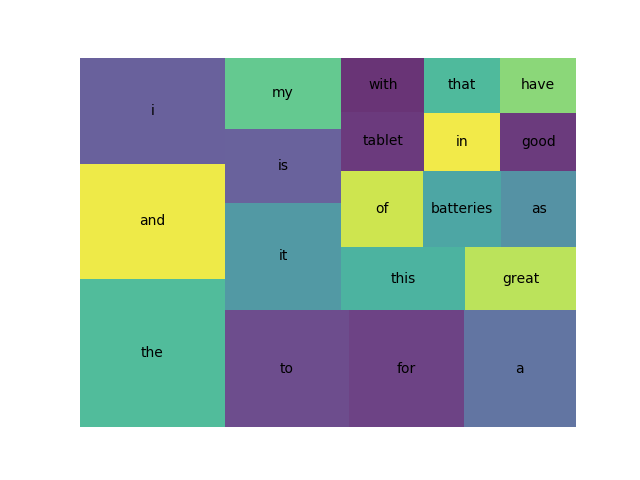 i
my
with
that
have
tablet
in
good
is
and
of
batteries
as
it
this
great
the
to
for
a